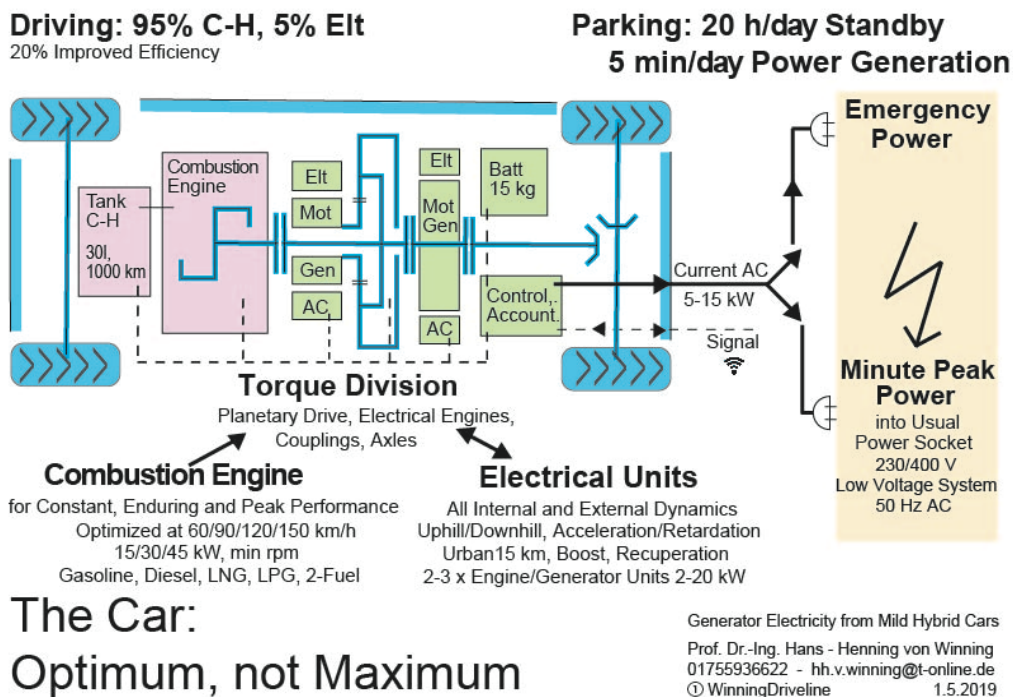 Driving: 95% C-H, 5% Elt
20% Improved Efficiency
Parking: 20 h/day Standby
5 min/day Power Generation
Emergency
Power
Combustion
Engine
Tank
C-H
30l,
1000 km
Elt
Mot
Gen
AC
Elt
Mot
Gen
AC
Batt
15 kg
Control,.
Account.
Current AC
5-15 kW
Signal
Minute Peak
Power
into Usual
Power Socket
230/400 V
Low Voltage System
50 Hz AC
Torque Division
Planetary Drive, Electrical Engines,
Couplings, Axles
Combustion Engine
for Constant, Enduring and Peak Performance
Optimized at 60/90/120/150 km/h
15/30/45 kW, min rpm
Gasoline, Diesel, LNG, LPG, 2-Fuel
Electrical Units
All Internal and External Dynamics
Uphill/Downhill, Acceleration/Retardation
Urban15 km, Boost, Recuperation
2-3 x Engine/Generator Units 2-20 kW
The Car:
Optimum, not Maximum
Generator Electricity from Mild Hybrid Cars
Prof. Dr.-Ing. Hans - Henning von Winning
01755936622 - hh.v.winning@t-online.de
① WinningDriveline 1.5.2019